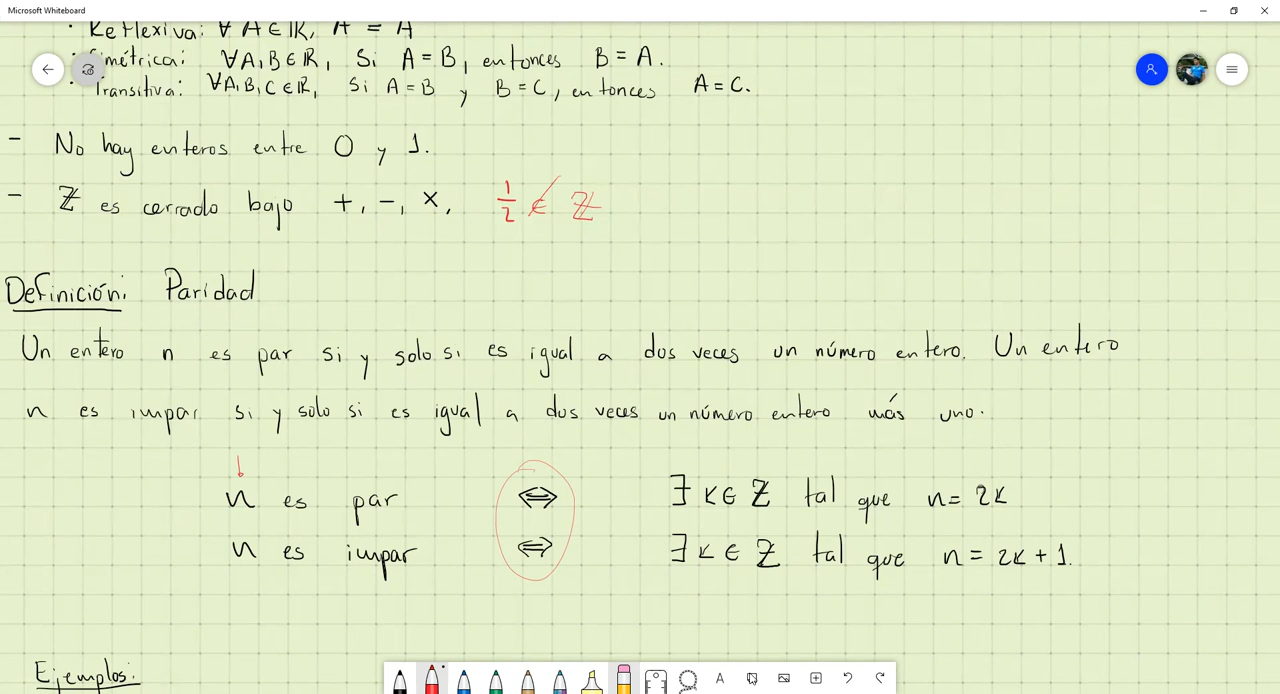 Microsoft Whiteboard
· Reflexiva: ∀ A ∈ ℝ, A = A
métrica: ∀A,B ∈ ℝ, Si A = B, entonces B = A.
Transitiva: ∀A,B,C ∈ ℝ, Si A = B y B = C, entonces A = C.
- No hay enteros entre 0 y 1.
- ℤ es cerrado bajo +, -, ×, 1/2 ∉ ℤ
Definición: Paridad
Un entero n es par si y solo si es igual a dos veces un número entero. Un entero
n es impar si y solo si es igual a dos veces un número entero más uno.
n es par ⇔ ∃ k ∈ ℤ tal que n = 2k
n es impar ⇔ ∃ k ∈ ℤ tal que n = 2k + 1.
Ejemplos:
A